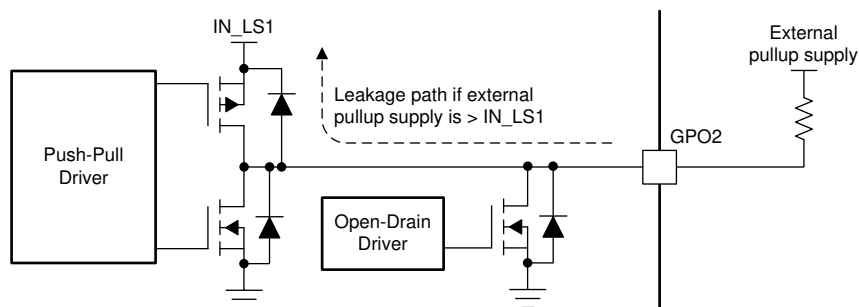 IN_LS1
External
pullup supply
Leakage path if external
pullup supply is > IN_LS1
GPO2
Push-Pull
Driver
Open-Drain
Driver